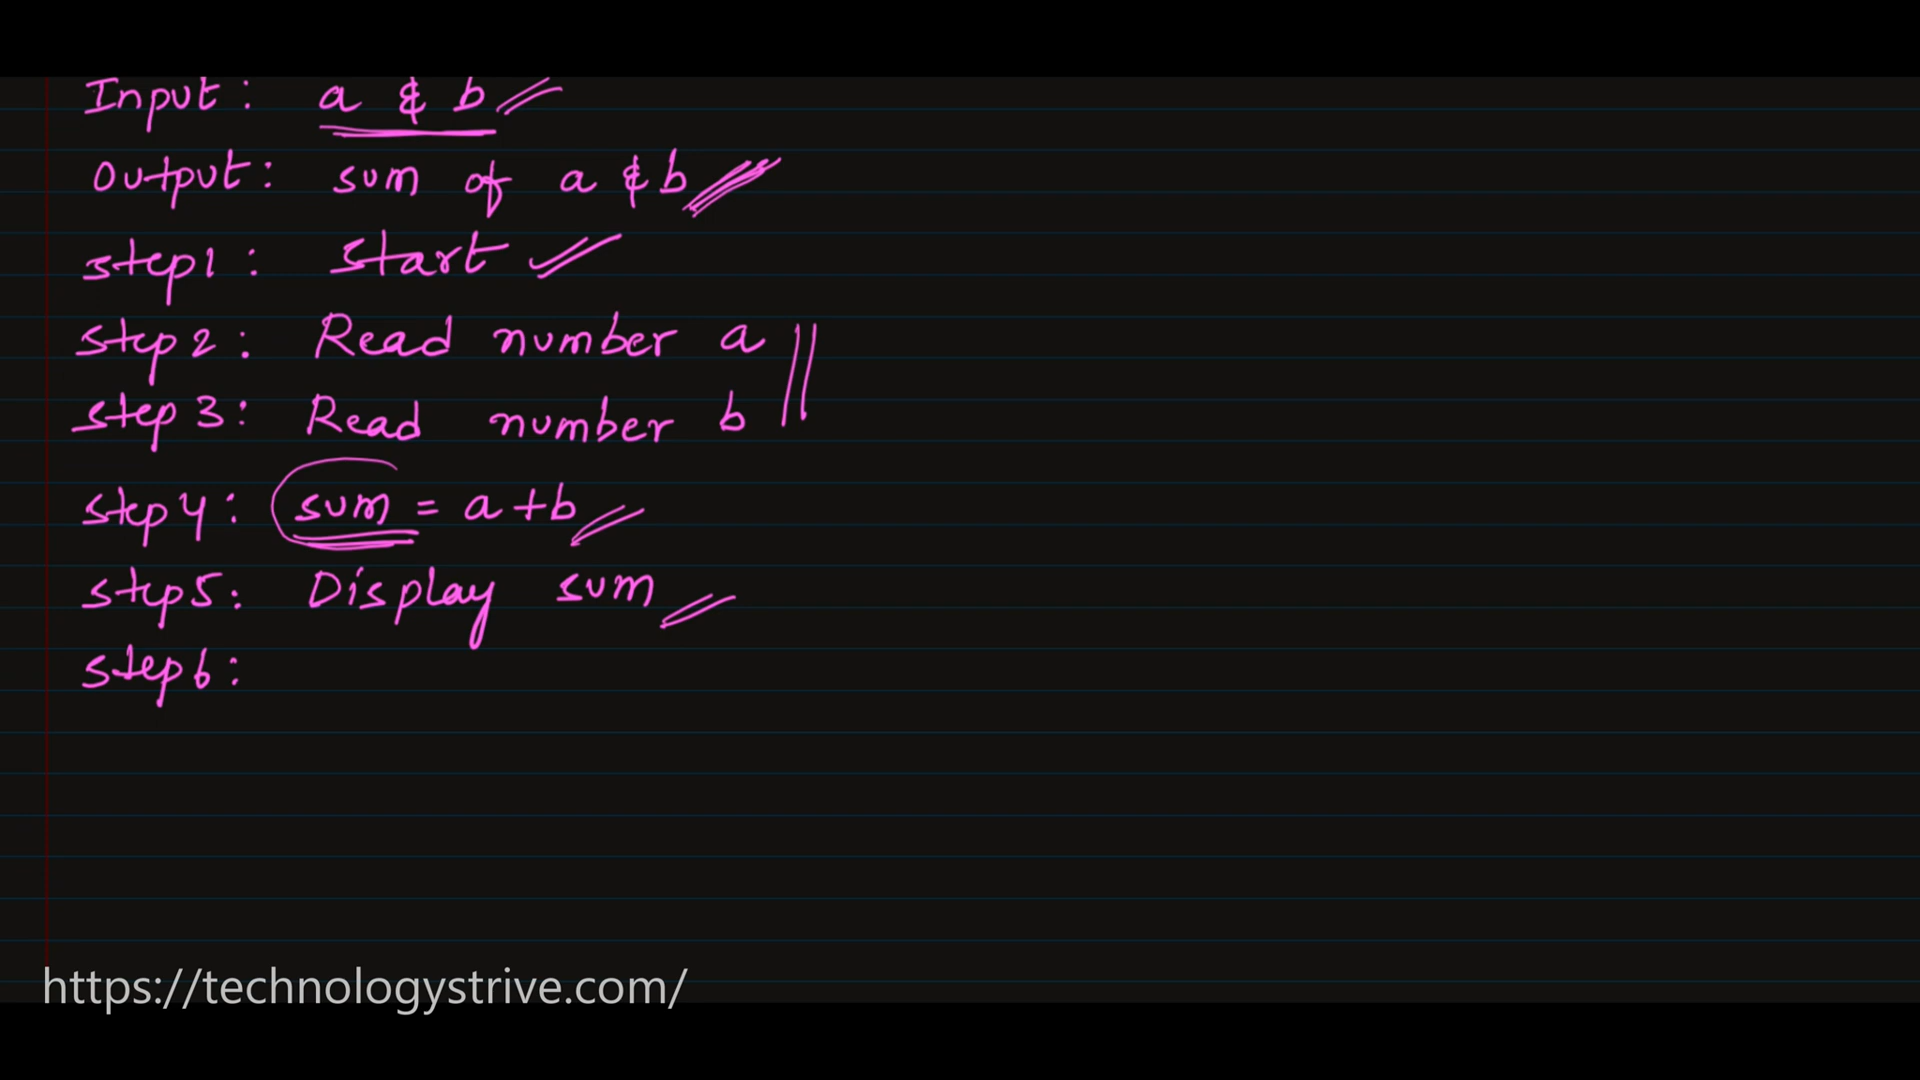 Input: a & b
Output: sum of a & b
step1: start
step2: Read number a
step3: Read number b
step4: sum = a+b
step5: Display sum
step6:
https://technologystrive.com/